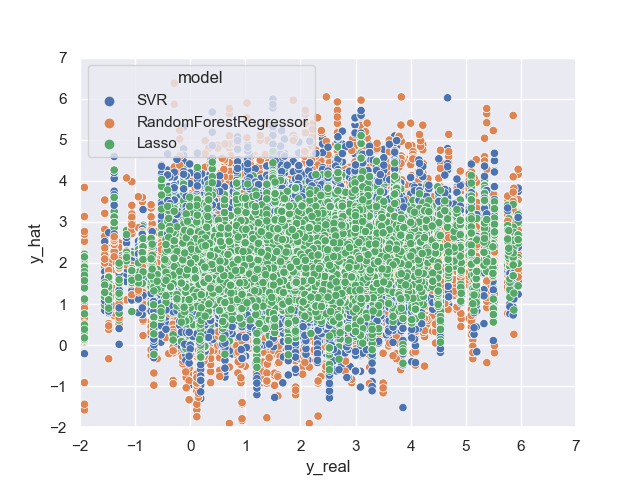 model
SVR
RandomForestRegressor
Lasso
7
6
5
4
3
2
1
0
−1
−2
y_hat
−2 −1 0 1 2 3 4 5 6 7
y_real